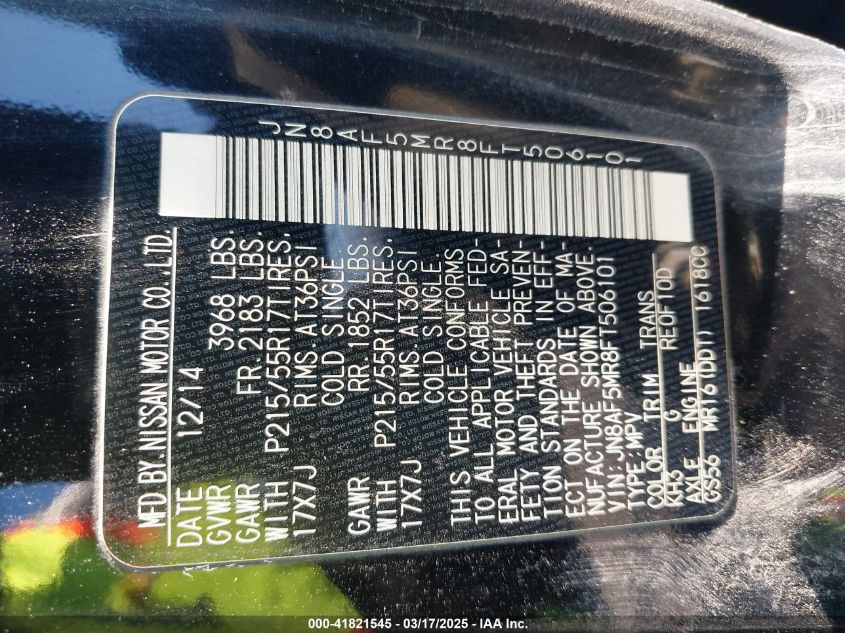 JN8AF5MR8FT506101
MFD BY.NISSAN MOTOR CO.,LTD.
DATE 12/14
GVWR 3968 LBS.
GAWR FR.2183 LBS.
WITH P215/55R17TIRES.
17X7J RIMS.AT36PSI
COLD SINGLE.
GAWR RR.1852 LBS.
WITH P215/55R17TIRES.
17X7J RIMS.AT36PSI
COLD SINGLE.
THIS VEHICLE CONFORMS
TO ALL APPLICABLE FED-
ERAL MOTOR VEHICLE SA-
FETY AND THEFT PREVEN-
TION STANDARDS IN EFF-
ECT ON THE DATE OF MA-
NUFACTURE SHOWN ABOVE.
VIN:JN8AF5MR8FT506101
TYPE:MPV
COLOR TRIM TRANS
KH3 G RE0F10D
AXLE ENGINE
GS56 MR16(DDT) 1618CC
000-41821545 — 03/17/2025 — IAA Inc.